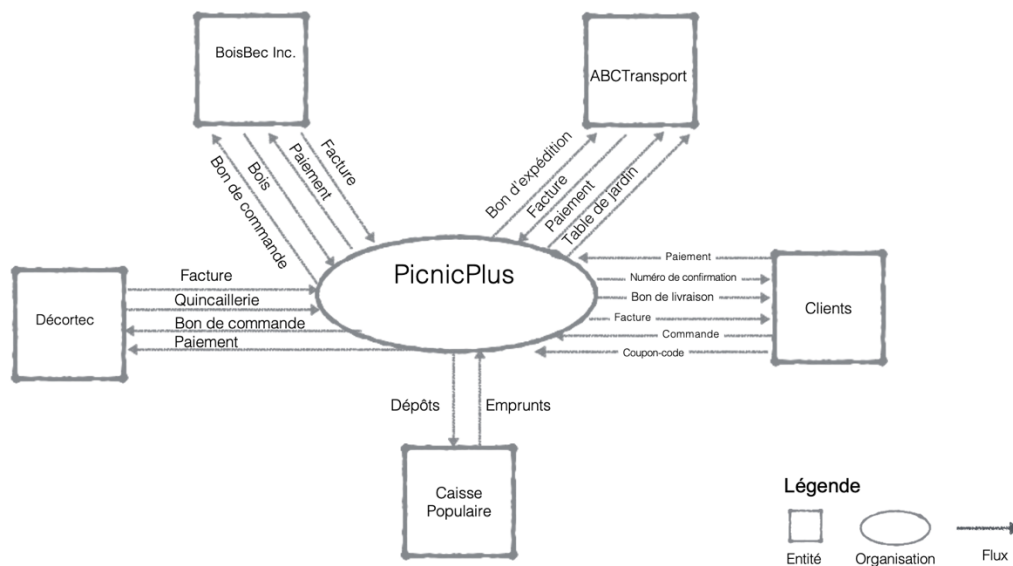 BoisBec Inc.
ABCTransport
Bon de commande
Bois
Paiement
Facture
Bon d'expédition
Facture
Paiement
Table de jardin
PicnicPlus
Décortec
Facture
Quincaillerie
Bon de commande
Paiement
Paiement
Numéro de confirmation
Bon de livraison
Facture
Commande
Coupon-code
Clients
Dépôts
Emprunts
Caisse
Populaire
Légende
Entité
Organisation
Flux